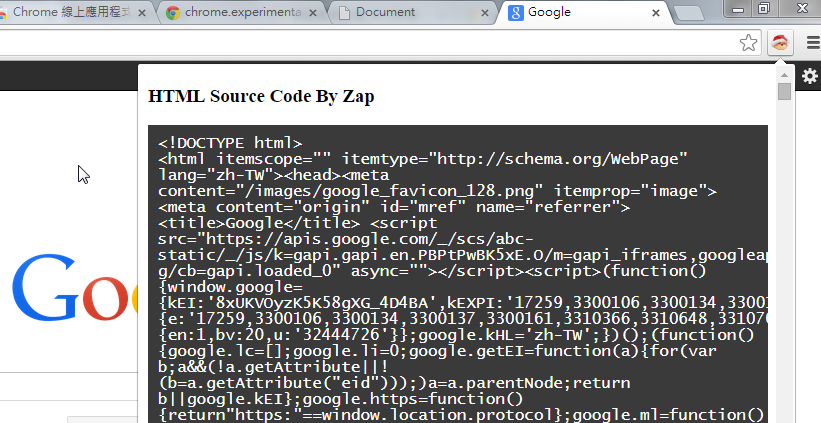 Chrome 線上應用程式
chrome.experimenta
Document
Google
HTML Source Code By Zap
<!DOCTYPE html>
<html itemscope="" itemtype="http://schema.org/WebPage"
lang="zh-TW"><head><meta
content="/images/google_favicon_128.png" itemprop="image">
<meta content="origin" id="mref" name="referrer">
<title>Google</title> <script
src="https://apis.google.com/_/scs/abc-
static/_/js/k=gapi.gapi.en.PBPtPwBK5xE.O/m=gapi_iframes,googleap
g/cb=gapi.loaded_0" async=""></script><script>(function()
{window.google=
{kEI:'8xUKVOyzK5K58gXG_4D4BA',kEXPI:'17259,3300106,3300134,3300
{e:'17259,3300106,3300134,3300137,3300161,3310366,3310648,331070
{en:1,bv:20,u:'32444726'}};google.kHL='zh-TW';})();(function()
{google.lc=[];google.li=0;google.getEI=function(a){for(var
b;a&&(!a.getAttribute||!
(b=a.getAttribute("eid")));)a=a.parentNode;return
b||google.kEI};google.https=function()
{return"https:"==window.location.protocol};google.ml=function()
Goo